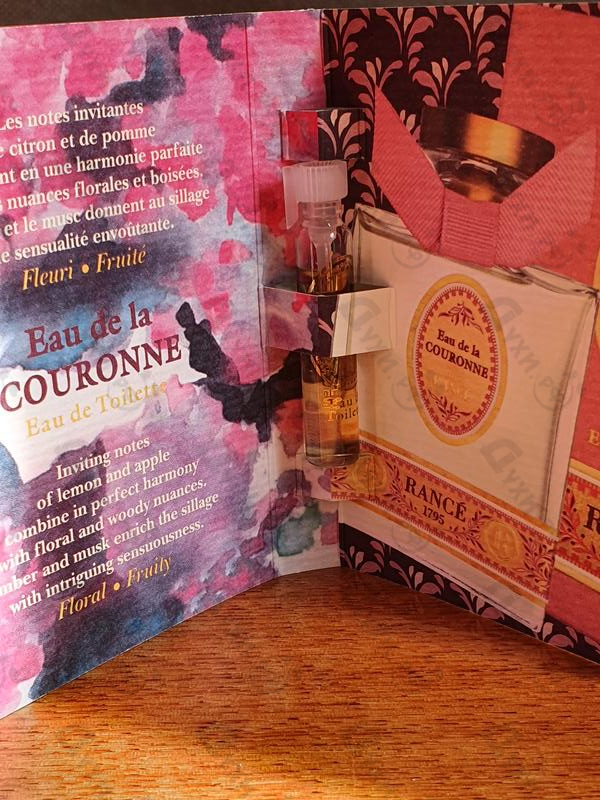 Les notes invitantes
citron et de pomme
en une harmonie parfaite
nuances florales et boisées,
et le musc donnent au sillage
sensualité envoûtante.
Fleuri • Fruité
Eau de la
COURONNE
Eau de Toilette
Inviting notes
of lemon and apple
combine in perfect harmony
with floral and woody nuances.
mber and musk enrich the sillage
with intriguing sensuousness.
Floral • Fruity
Eau de la
COURONNE
RANCÉ
1795